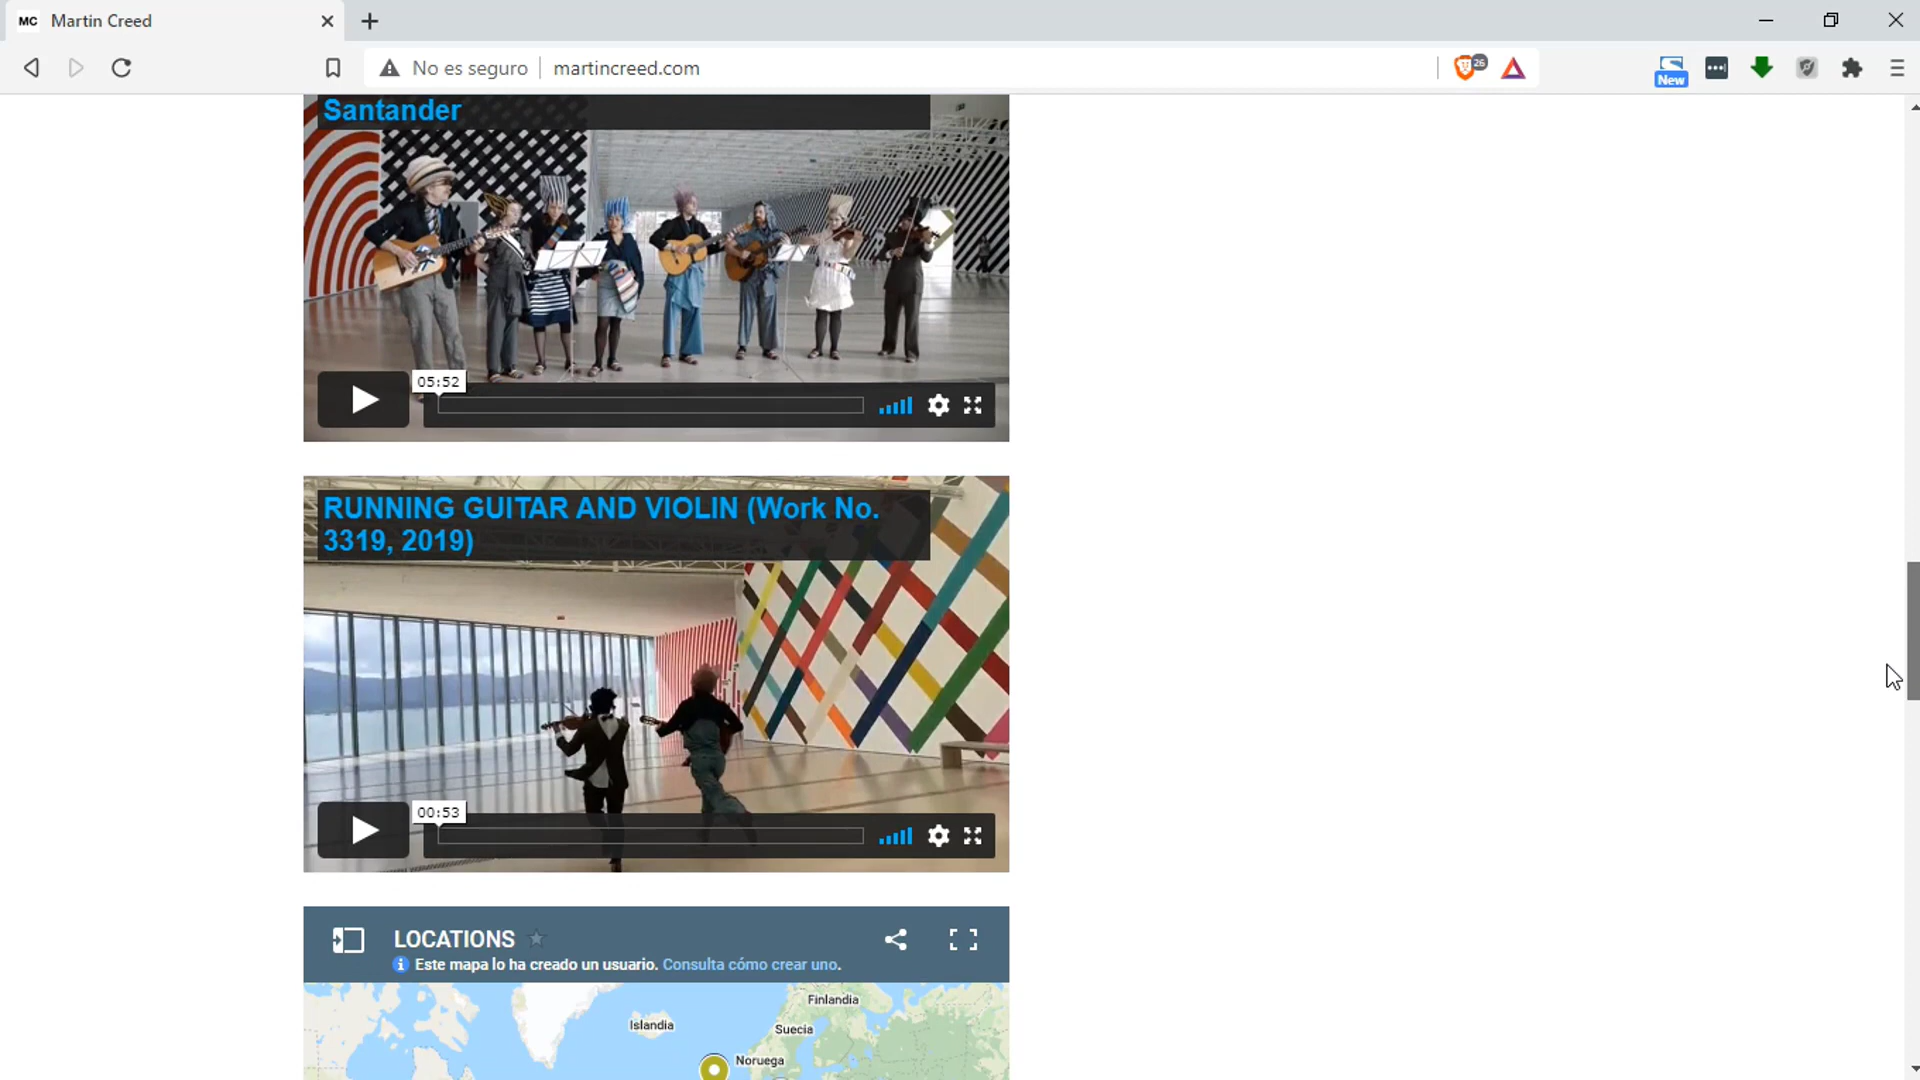 MC Martin Creed
No es seguro martincreed.com
26
New
Santander
05:52
RUNNING GUITAR AND VIOLIN (Work No.
3319, 2019)
00:53
LOCATIONS
Este mapa lo ha creado un usuario. Consulta cómo crear uno.
Finlandia
Islandia
Suecia
Noruega